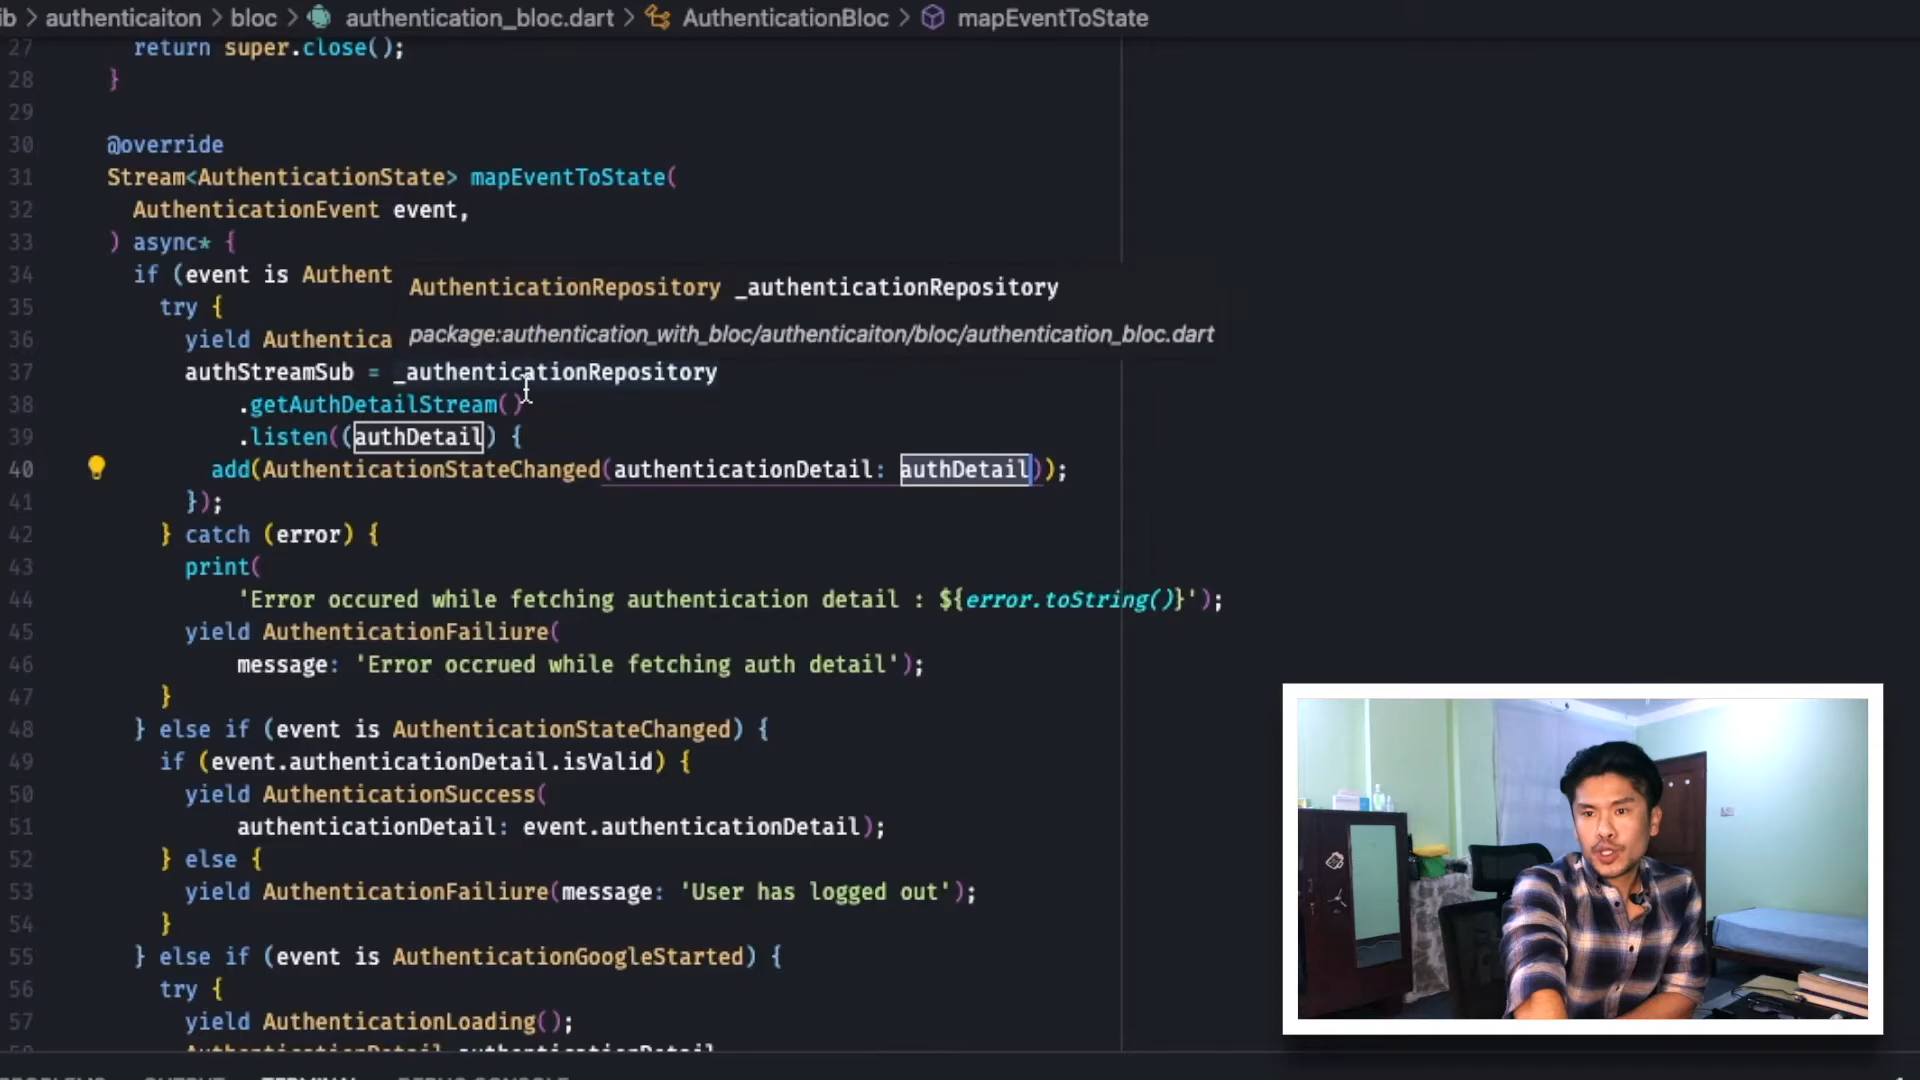 ib > authenticaiton > bloc > authentication_bloc.dart > AuthenticationBloc > mapEventToState
27 return super.close();
28 }
29
30 @override
31 Stream<AuthenticationState> mapEventToState(
32 AuthenticationEvent event,
33 ) async* {
34 if (event is Authent
AuthenticationRepository _authenticationRepository
35 try {
36 yield Authentica
package:authentication_with_bloc/authenticaiton/bloc/authentication_bloc.dart
37 authStreamSub = _authenticationRepository
38 .getAuthDetailStream()
39 .listen((authDetail) {
40 add(AuthenticationStateChanged(authenticationDetail: authDetail));
41 });
42 } catch (error) {
43 print(
44 'Error occured while fetching authentication detail : ${error.toString()}');
45 yield AuthenticationFailiure(
46 message: 'Error occrued while fetching auth detail');
47 }
48 } else if (event is AuthenticationStateChanged) {
49 if (event.authenticationDetail.isValid) {
50 yield AuthenticationSuccess(
51 authenticationDetail: event.authenticationDetail);
52 } else {
53 yield AuthenticationFailiure(message: 'User has logged out');
54 }
55 } else if (event is AuthenticationGoogleStarted) {
56 try {
57 yield AuthenticationLoading();